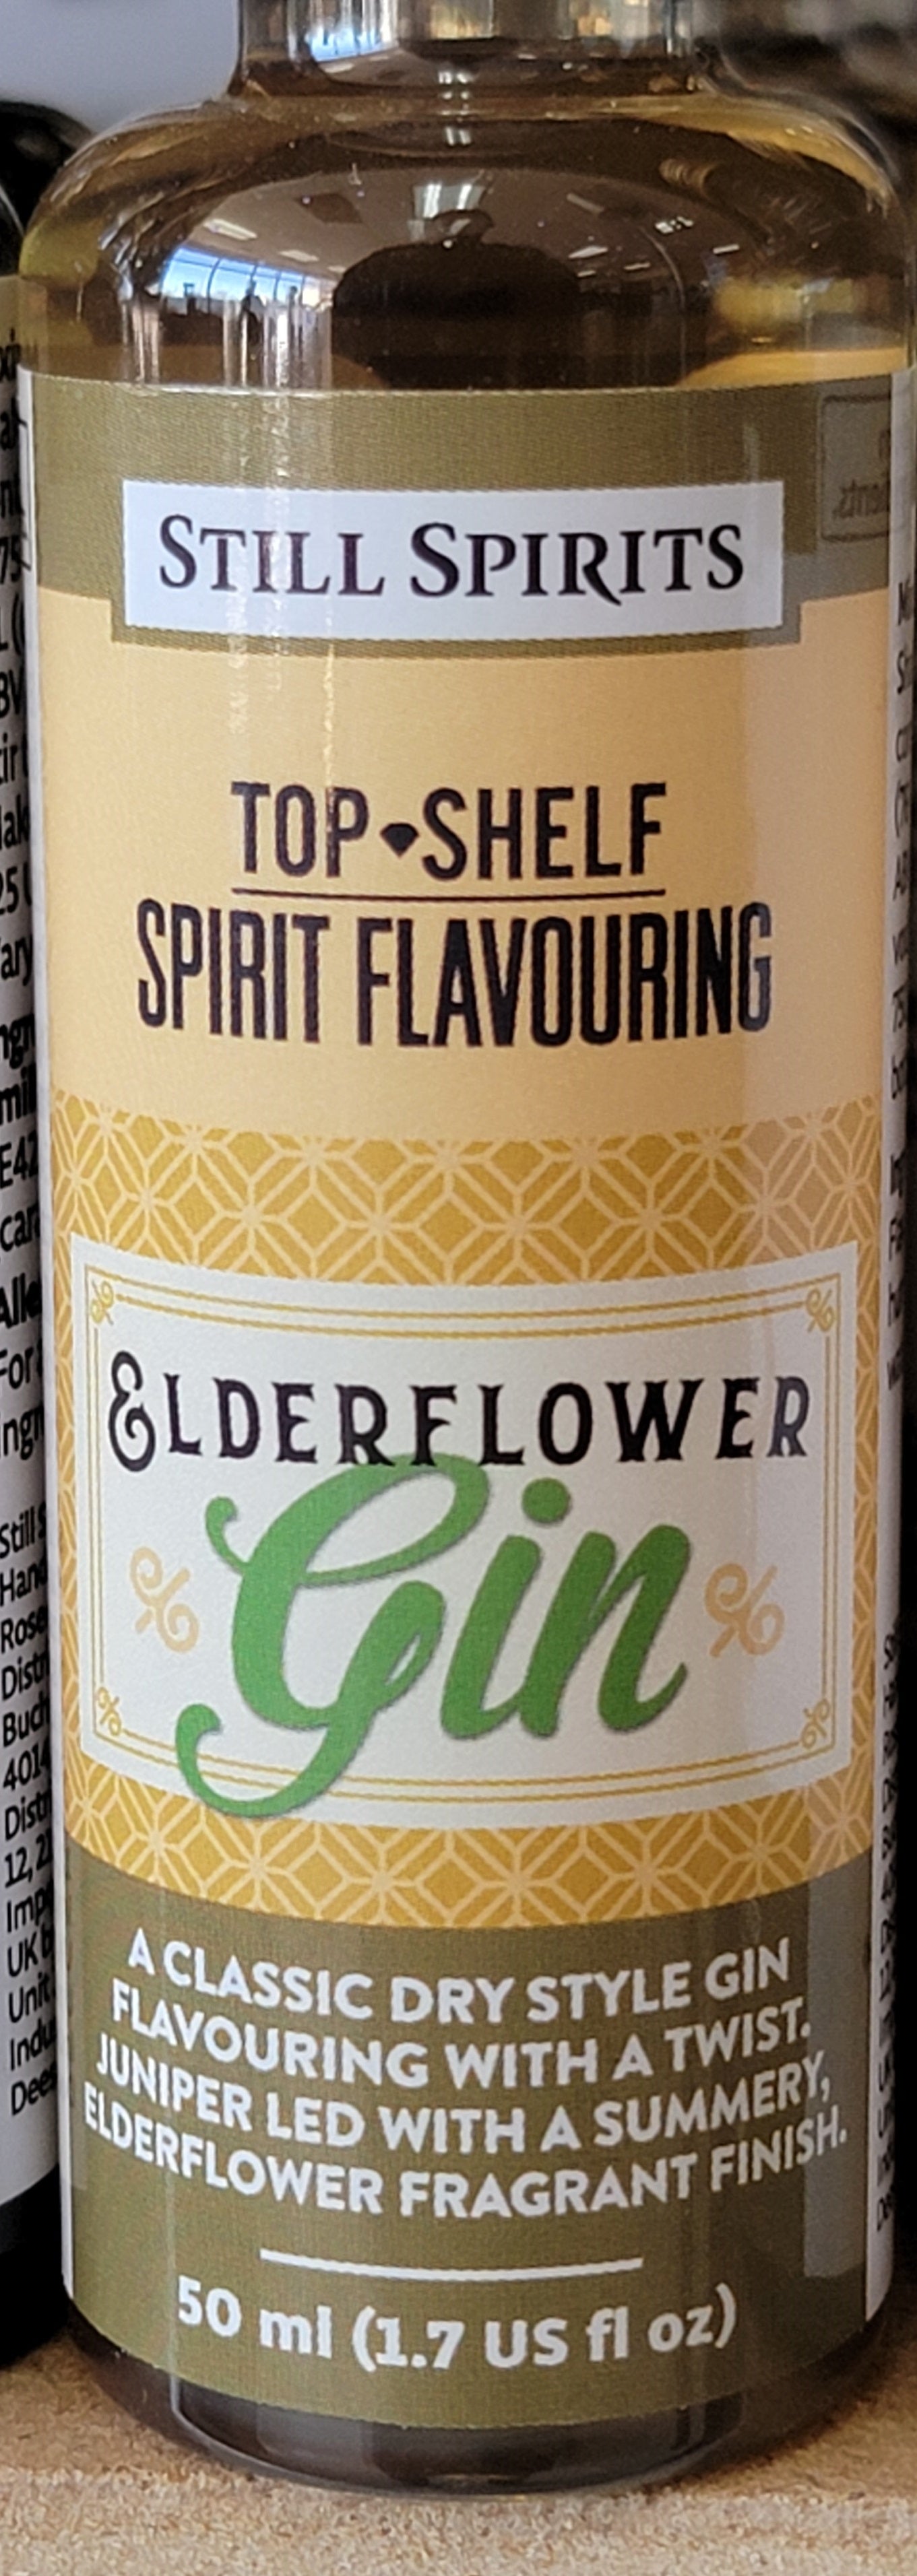 STILL SPIRITS
TOP SHELF
SPIRIT FLAVOURING
ELDERFLOWER
Gin
A CLASSIC DRY STYLE GIN
FLAVOURING WITH A TWIST.
JUNIPER LED WITH A SUMMERY,
ELDERFLOWER FRAGRANT FINISH.
50 ml (1.7 US fl oz)